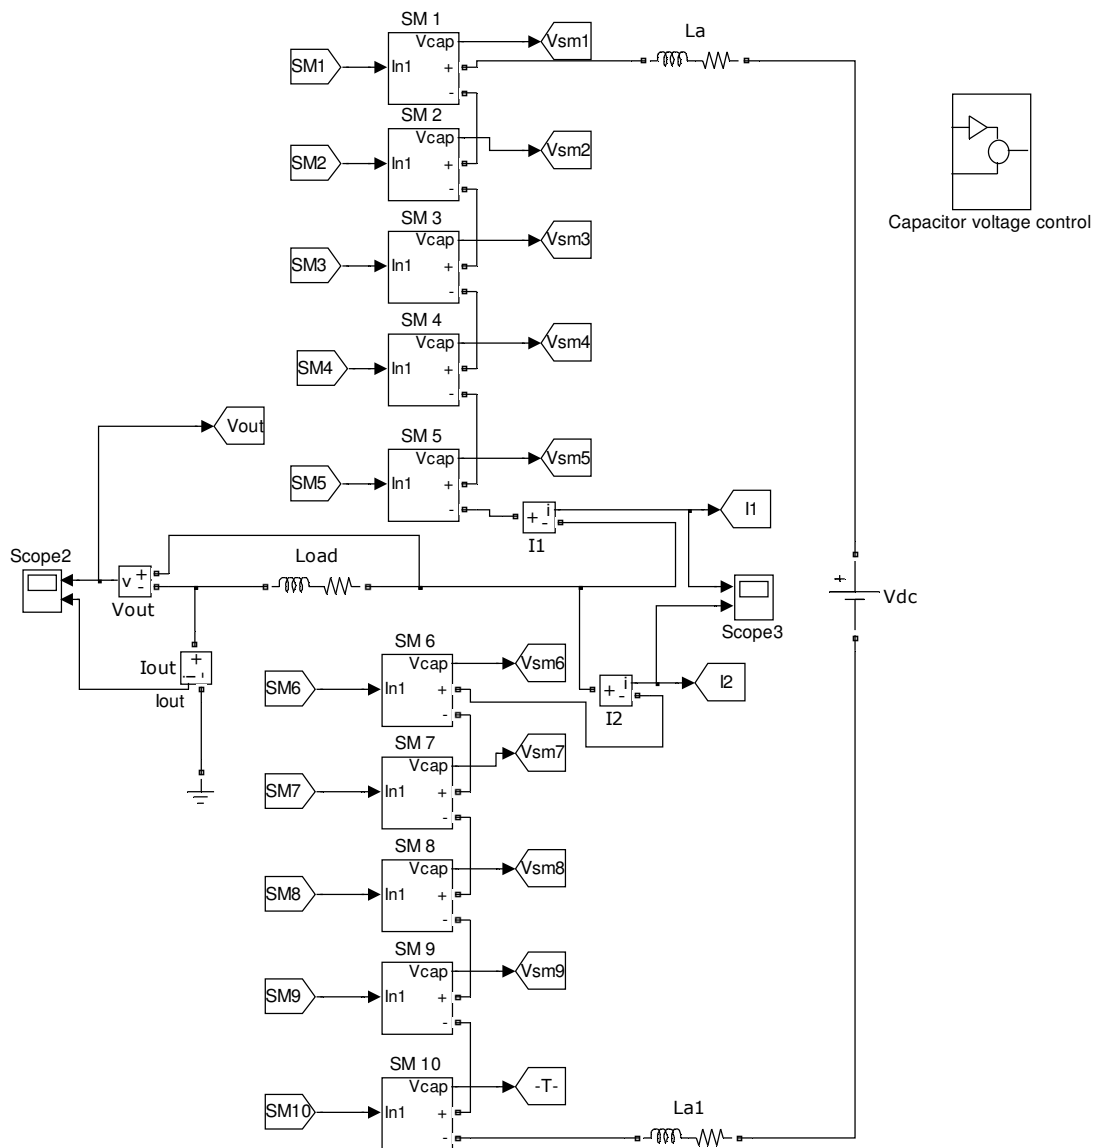 SM 1
Vcap
Vsm1
La
SM1
In1
+
-
SM 2
Vcap
Vsm2
SM2
In1
+
-
Capacitor voltage control
SM 3
Vcap
Vsm3
SM3
In1
+
-
SM 4
Vcap
Vsm4
SM4
In1
+
-
Vout
SM 5
Vcap
Vsm5
SM5
In1
+
-
+ i
-
I1
I1
Scope2
Load
v +
-
Vout
+
Vdc
Scope3
Iout
+
i -
Iout
SM 6
Vcap
Vsm6
SM6
In1
+
-
+ i
-
I2
I2
SM 7
Vcap
Vsm7
SM7
In1
+
-
SM 8
Vcap
Vsm8
SM8
In1
+
-
SM 9
Vcap
Vsm9
SM9
In1
+
-
SM 10
Vcap
-T-
SM10
In1
+
-
La1